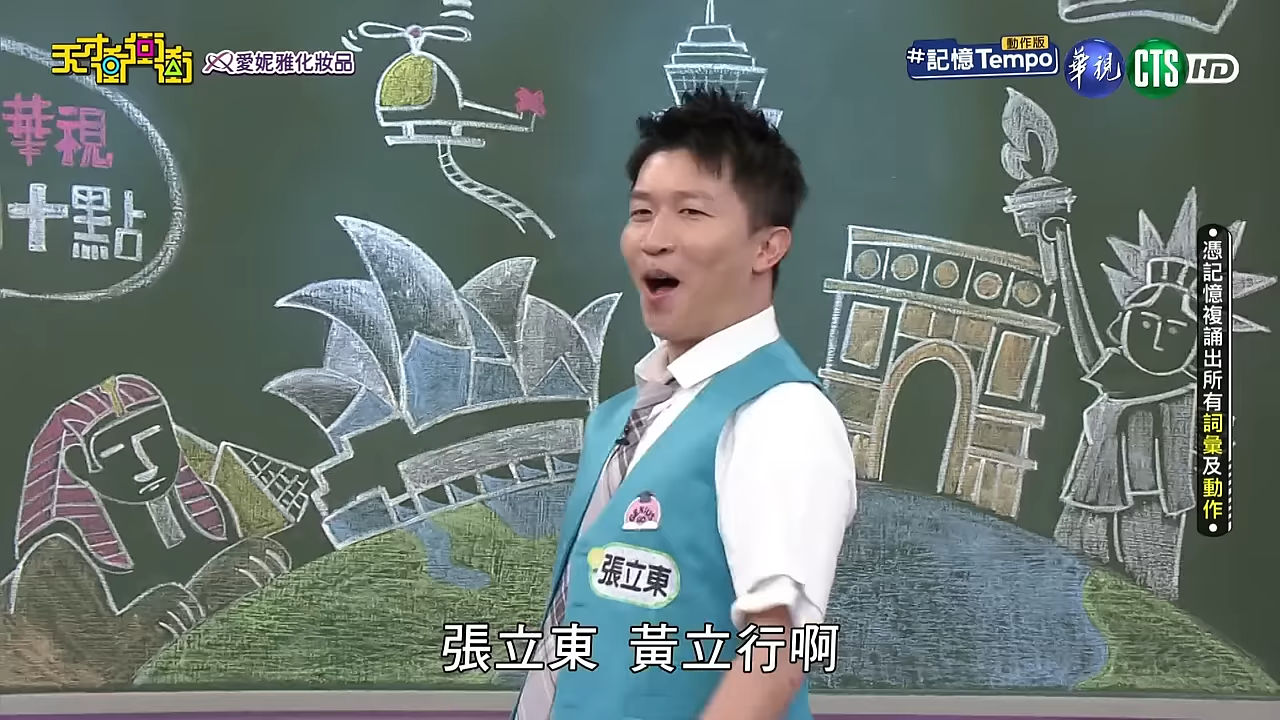 天才衝衝衝
愛妮雅化妝品
動作版
#記憶Tempo
華視
CTS HD
華視
十點
憑記憶複誦出所有詞彙及動作
GENIUS
張立東
張立東 黃立行啊